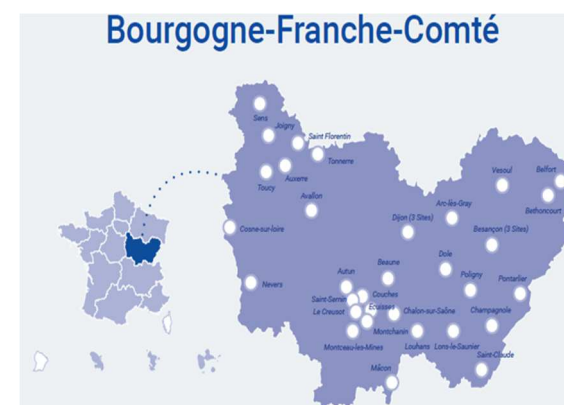 Bourgogne-Franche-Comté
Sens
Joigny
Saint Florentin
Tonnerre
Auxerre
Toucy
Avallon
Vesoul
Belfort
Bethoncourt
Arc-lès-Gray
Cosne-sur-loire
Dijon (3 Sites)
Besançon (3 Sites)
Dole
Beaune
Autun
Poligny
Pontarlier
Nevers
Couches
Saint-Sernin
Ecuisses
Le Creusot
Chalon-sur-Saône
Champagnole
Montchanin
Montceau-les-Mines
Louhans
Lons-le-Saunier
Saint-Claude
Mâcon